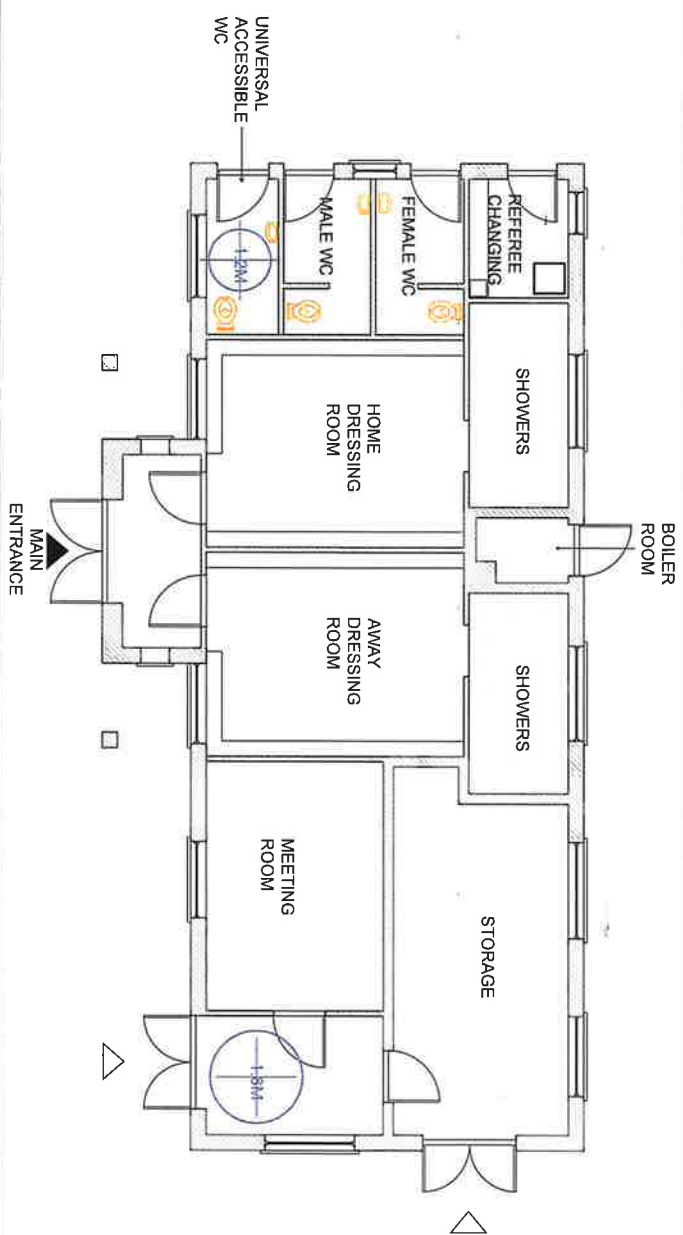 UNIVERSAL
ACCESSIBLE
WC
MALE WC
FEMALE WC
REFEREE
CHANGING
1.2M
SHOWERS
HOME
DRESSING
ROOM
BOILER
ROOM
MAIN
ENTRANCE
AWAY
DRESSING
ROOM
SHOWERS
MEETING
ROOM
STORAGE
1.8M